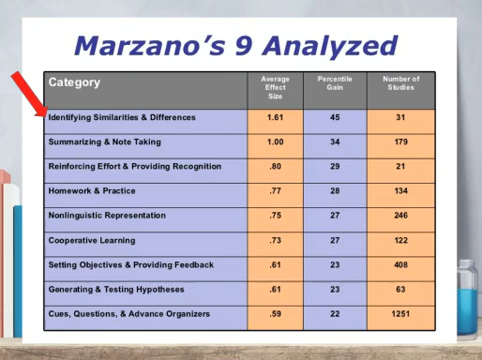 Marzano's 9 Analyzed
Category Average Effect Size Percentile Gain Number of Studies
Identifying Similarities & Differences 1.61 45 31
Summarizing & Note Taking 1.00 34 179
Reinforcing Effort & Providing Recognition .80 29 21
Homework & Practice .77 28 134
Nonlinguistic Representation .75 27 246
Cooperative Learning .73 27 122
Setting Objectives & Providing Feedback .61 23 408
Generating & Testing Hypotheses .61 23 63
Cues, Questions, & Advance Organizers .59 22 1251